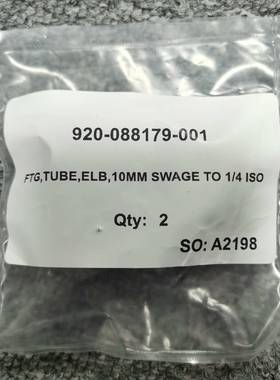 920-088179-001
FTG,TUBE,ELB,10MM SWAGE TO 1/4 ISO
Qty: 2
SO: A2198